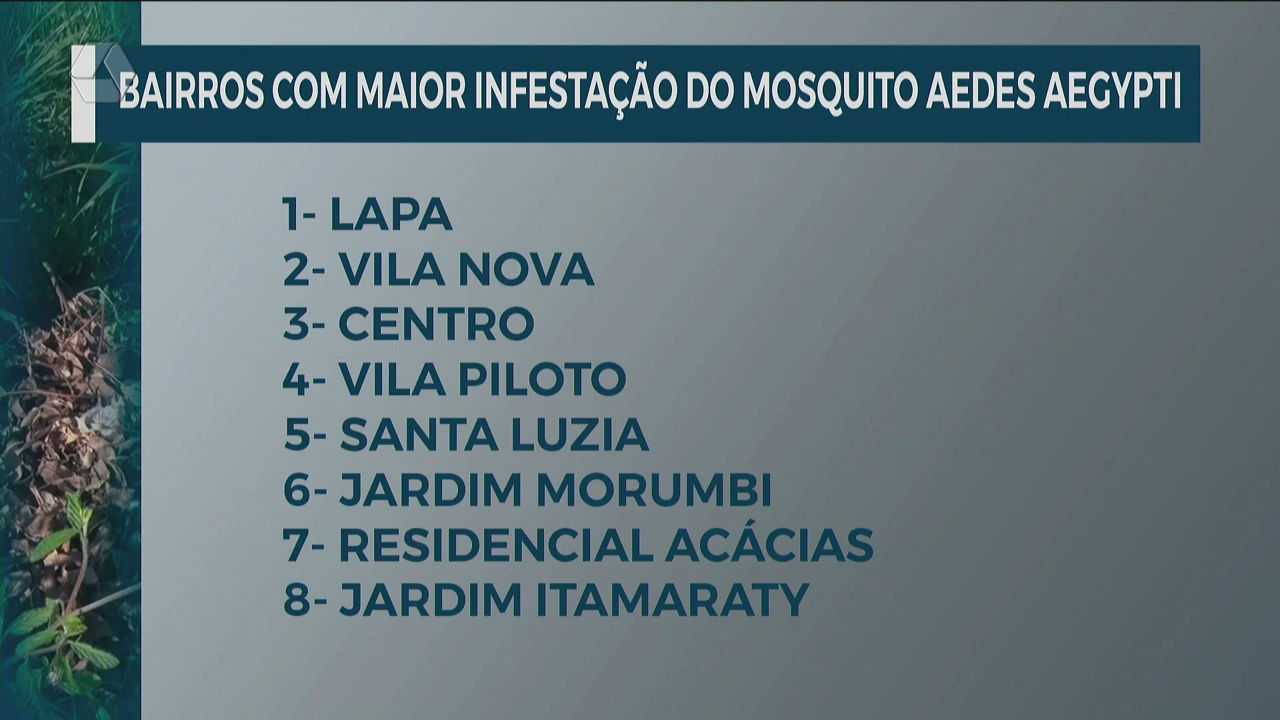 BAIRROS COM MAIOR INFESTAÇÃO DO MOSQUITO AEDES AEGYPTI
1- LAPA
2- VILA NOVA
3- CENTRO
4- VILA PILOTO
5- SANTA LUZIA
6- JARDIM MORUMBI
7- RESIDENCIAL ACÁCIAS
8- JARDIM ITAMARATY